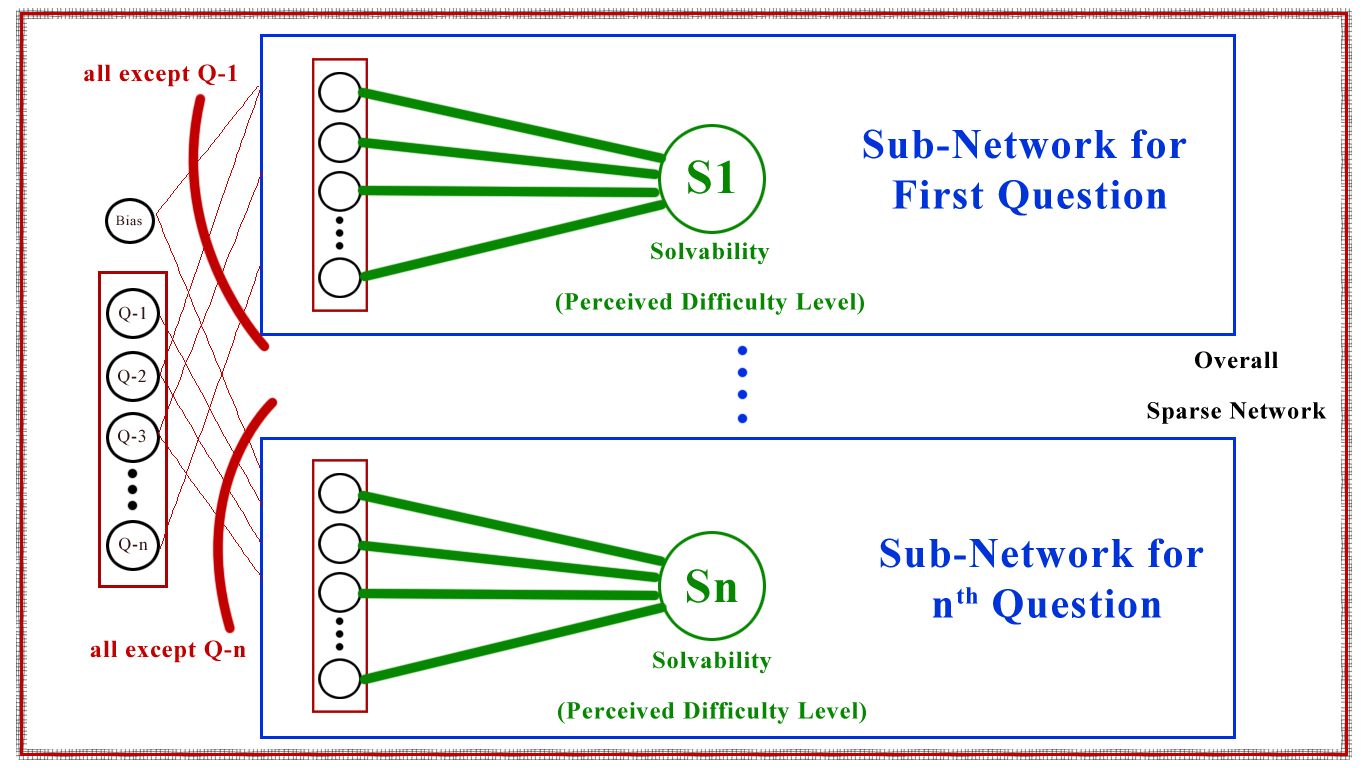 all except Q-1
Bias
Q-1
Q-2
Q-3
Q-n
all except Q-n
S1
Solvability
(Perceived Difficulty Level)
Sub-Network for
First Question
Overall
Sparse Network
Sn
Solvability
(Perceived Difficulty Level)
Sub-Network for
nth Question